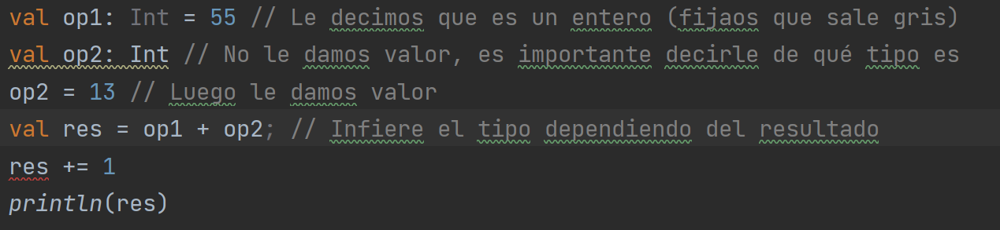 val op1: Int = 55 // Le decimos que es un entero (fijaos que sale gris)
val op2: Int // No le damos valor, es importante decirle de qué tipo es
op2 = 13 // Luego le damos valor
val res = op1 + op2; // Infiere el tipo dependiendo del resultado
res += 1
println(res)